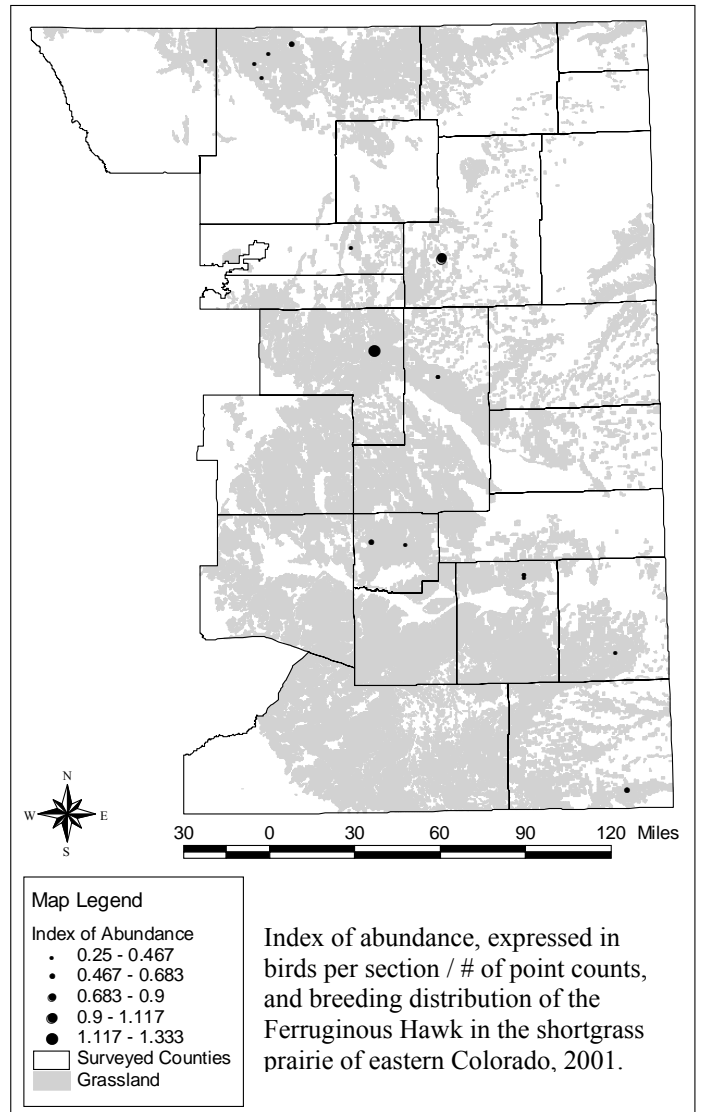 N
W E
S
30 0 30 60 90 120 Miles
Map Legend
Index of Abundance
0.25 - 0.467
0.467 - 0.683
0.683 - 0.9
0.9 - 1.117
1.117 - 1.333
Surveyed Counties
Grassland
Index of abundance, expressed in
birds per section / # of point counts,
and breeding distribution of the
Ferruginous Hawk in the shortgrass
prairie of eastern Colorado, 2001.